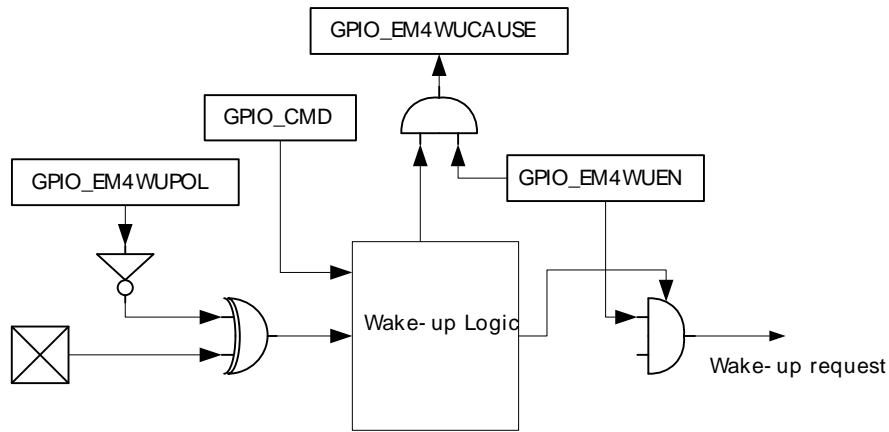 GPIO_EM4WUCAUSE
GPIO_CMD
GPIO_EM4WUPOL
GPIO_EM4WUEN
Wake-up Logic
Wake-up request